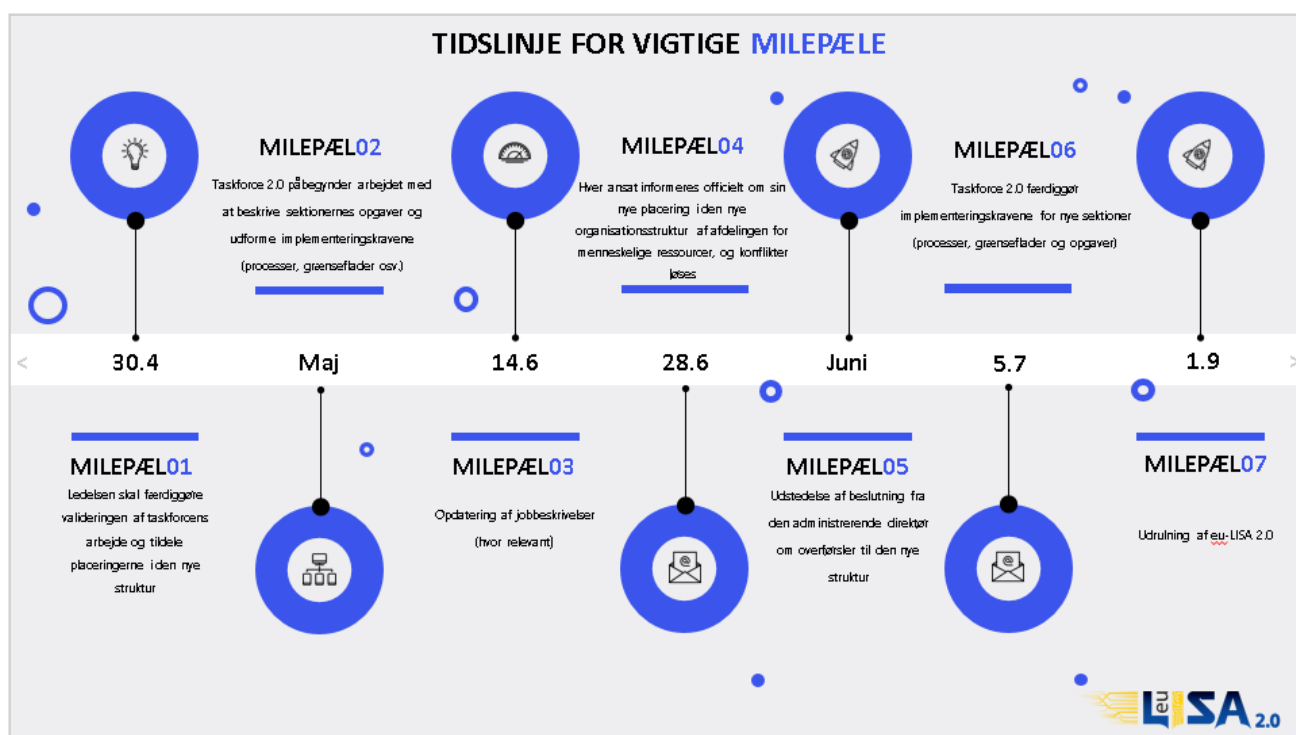 TIDSLINJE FOR VIGTIGE MILEPÆLE
MILEPÆL02
Taskforce 2.0 påbegynder arbejdet med
at beskrive sektionernes opgaver og
udforme implementeringskravene
(processer, grænseflader osv.)
MILEPÆL04
Hver ansat informeres officielt om sin
nye placering i den nye
organisationsstruktur af afdelingen for
menneskelige ressourcer, og konflikter
løses
MILEPÆL06
Taskforce 2.0 færdiggør
implementeringskravene for nye sektioner
(processer, grænseflader og opgaver)
< 30.4 Maj 14.6 28.6 Juni 5.7 1.9 >
MILEPÆL01
Ledelsen skal færdiggøre
valideringen af taskforcens
arbejde og tildele
placeringerne i den nye
struktur
MILEPÆL03
Opdatering af jobbeskrivelser
(hvor relevant)
MILEPÆL05
Udstedelse af beslutning fra
den administrerende direktør
om overførsler til den nye
struktur
MILEPÆL07
Udrulning af eu-LISA 2.0
eu LISA 2.0